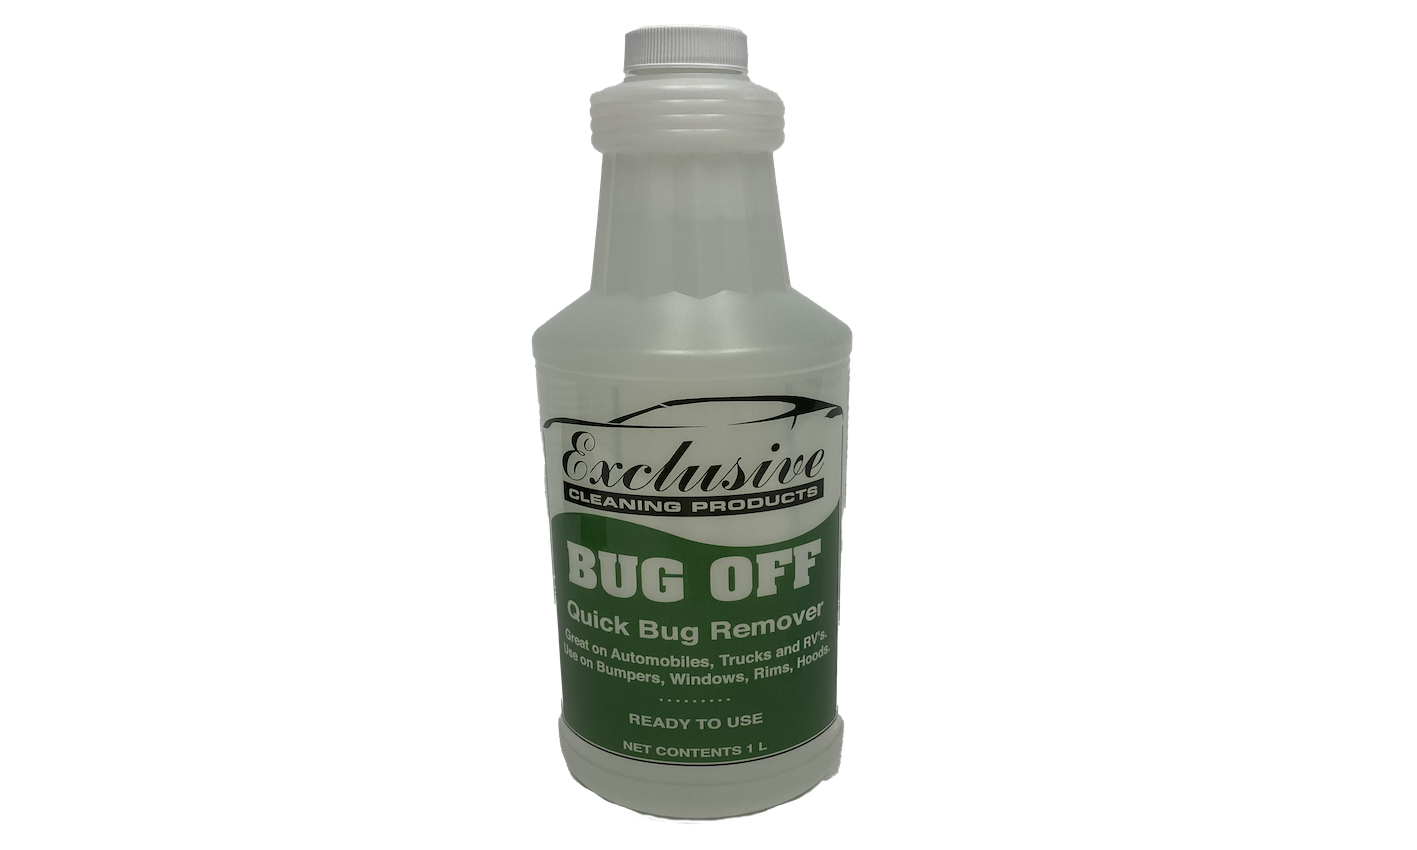 Exclusive
CLEANING PRODUCTS
BUG OFF
Quick Bug Remover
Great on Automobiles, Trucks and RV's.
Use on Bumpers, Windows, Rims, Hoods.
READY TO USE
NET CONTENTS 1 L